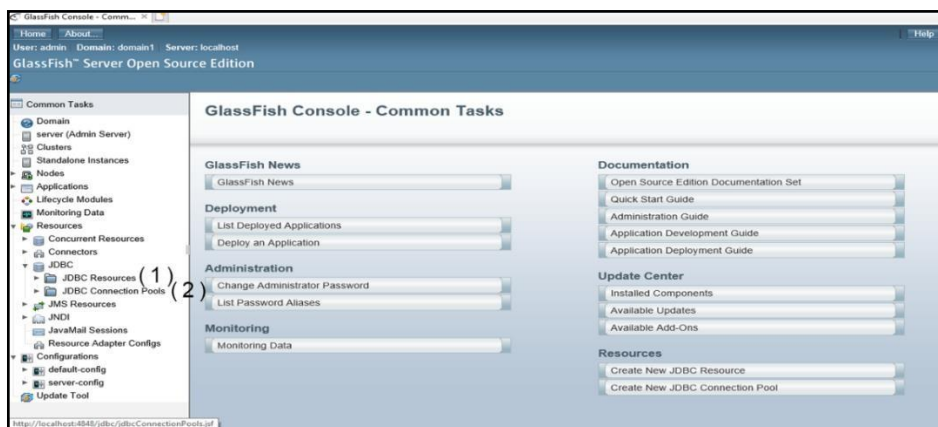 GlassFish Console - Comm...
Home About...
Help
User: admin Domain: domain1 Server: localhost
GlassFish™ Server Open Source Edition
Common Tasks
Domain
server (Admin Server)
Clusters
Standalone Instances
Nodes
Applications
Lifecycle Modules
Monitoring Data
Resources
Concurrent Resources
Connectors
JDBC
JDBC Resources (1)
JDBC Connection Pools (2)
JMS Resources
JNDI
JavaMail Sessions
Resource Adapter Configs
Configurations
default-config
server-config
Update Tool
http://localhost:4848/jdbc/jdbcConnectionPools.jsf
GlassFish Console - Common Tasks
GlassFish News
GlassFish News
Deployment
List Deployed Applications
Deploy an Application
Administration
Change Administrator Password
List Password Aliases
Monitoring
Monitoring Data
Documentation
Open Source Edition Documentation Set
Quick Start Guide
Administration Guide
Application Development Guide
Application Deployment Guide
Update Center
Installed Components
Available Updates
Available Add-Ons
Resources
Create New JDBC Resource
Create New JDBC Connection Pool